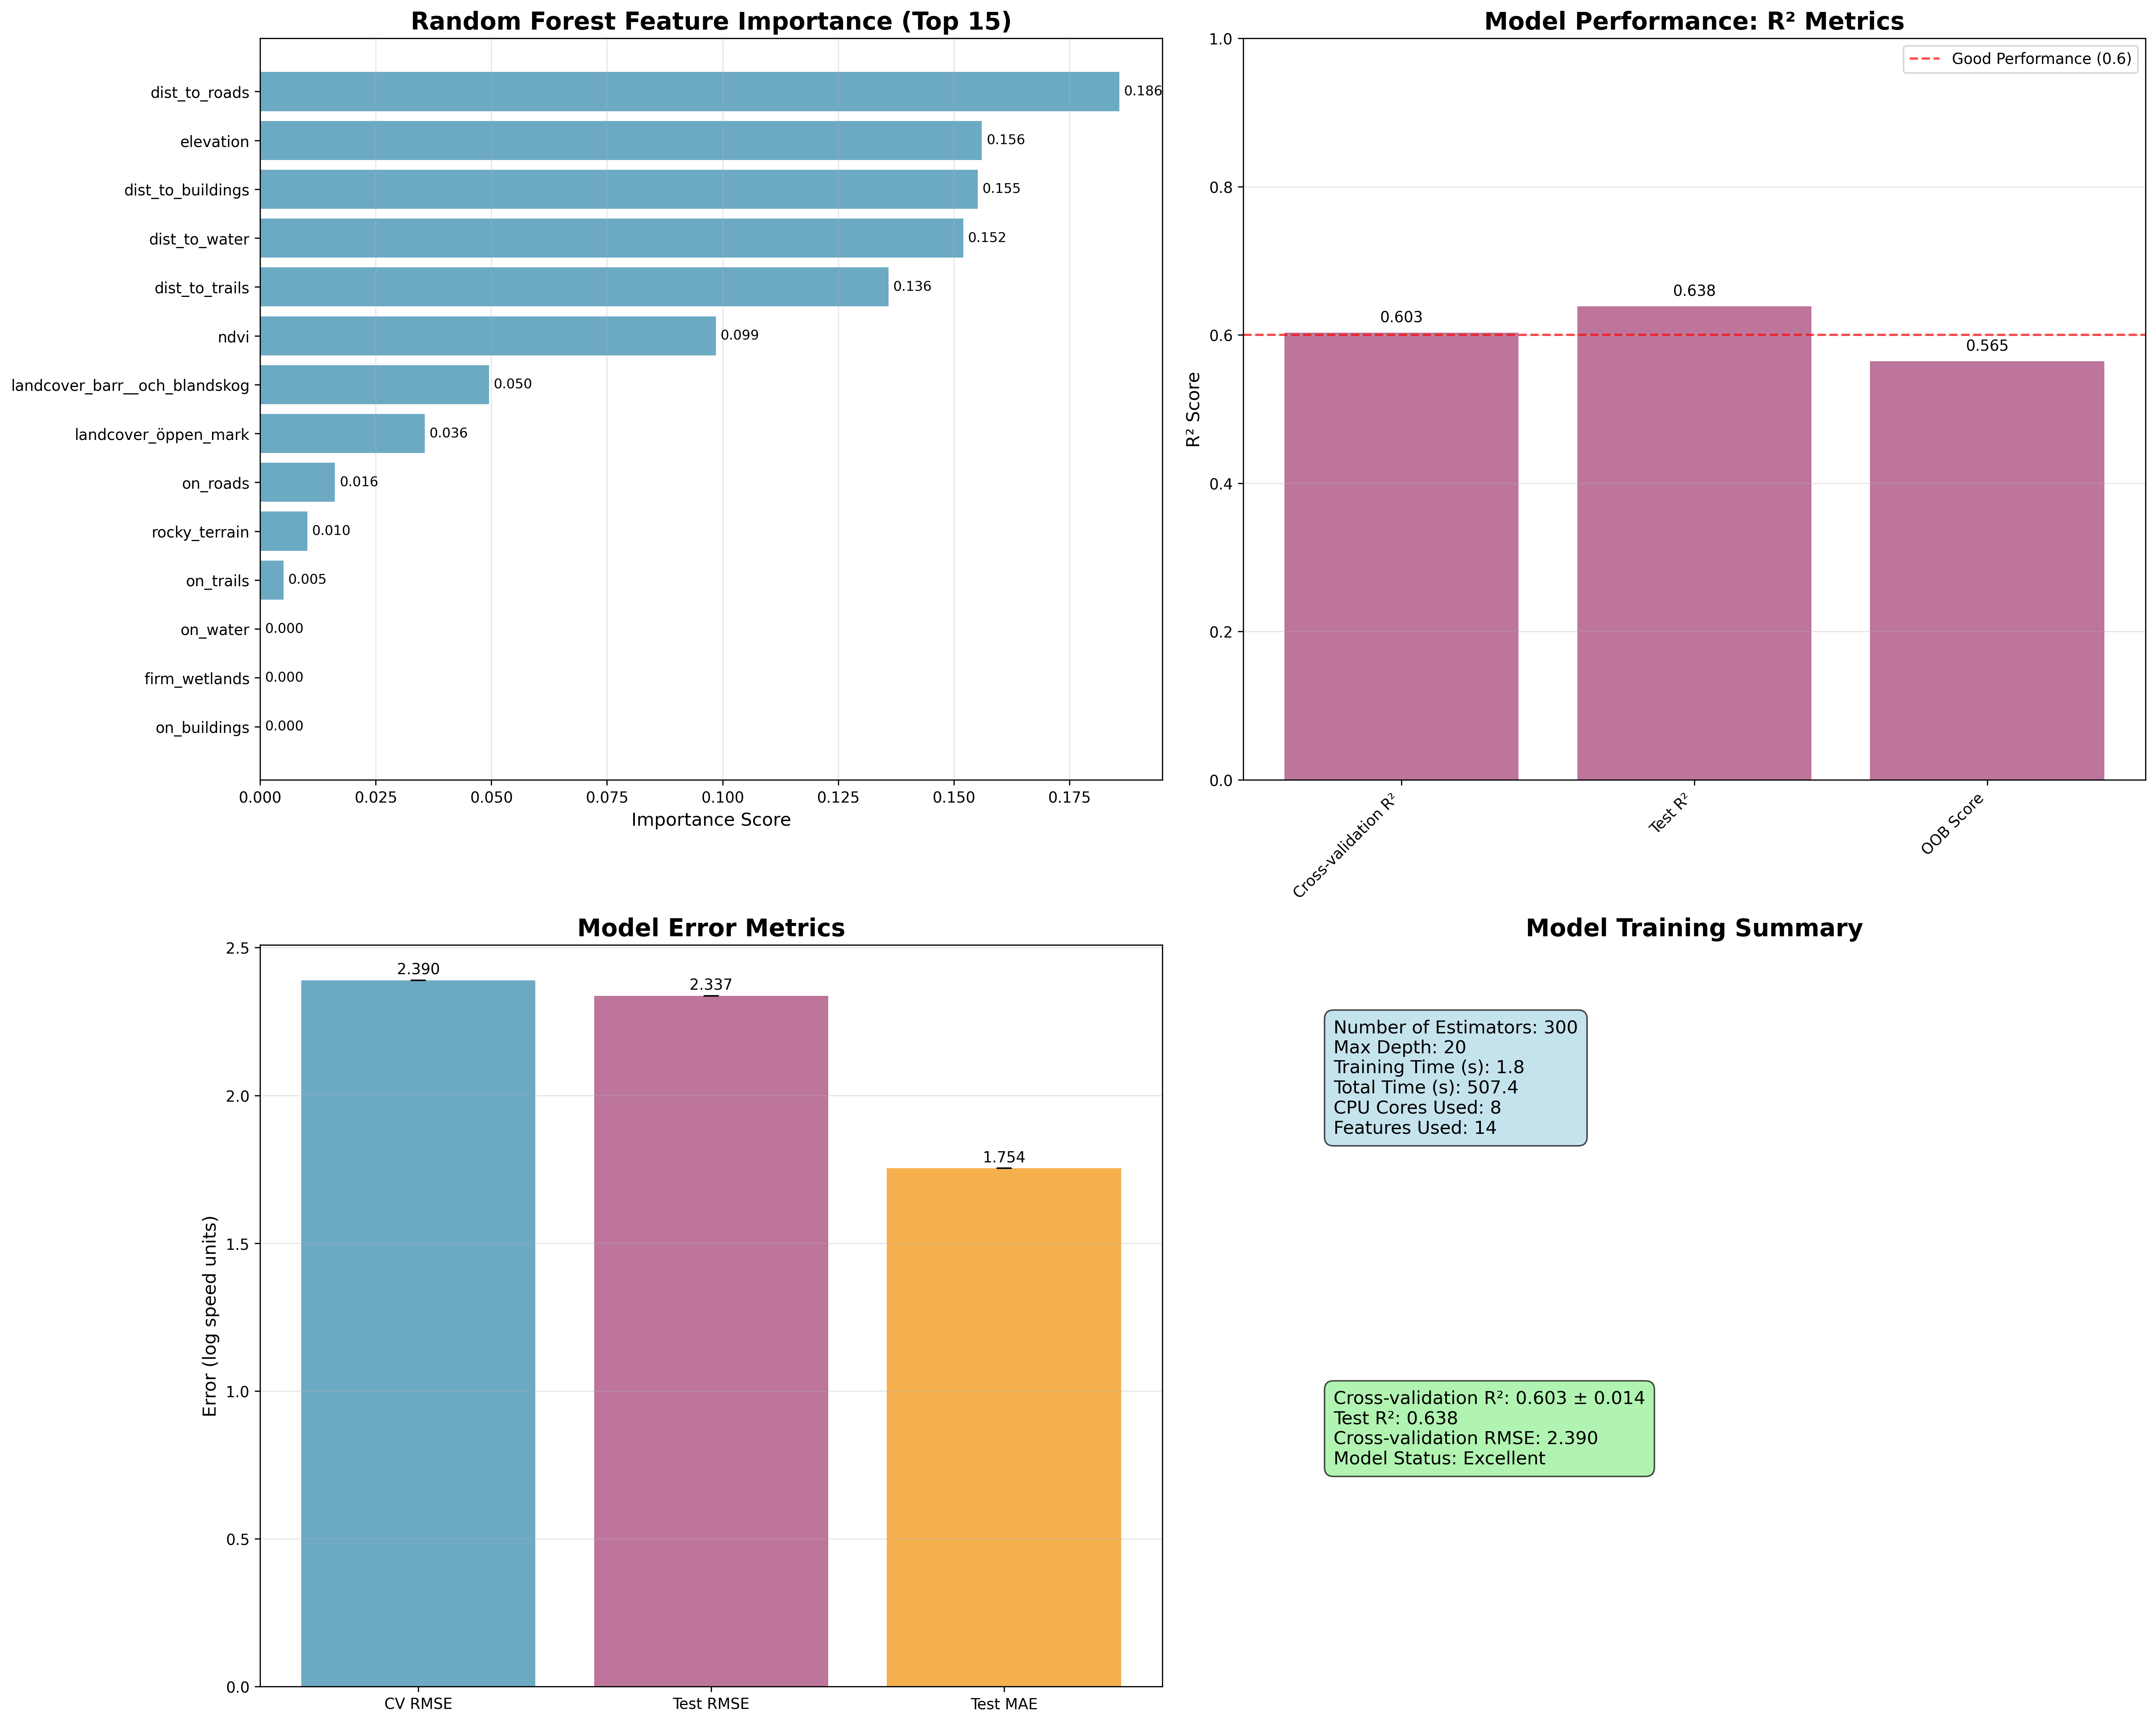 Random Forest Feature Importance (Top 15)
dist_to_roads
0.186
elevation
0.156
dist_to_buildings
0.155
dist_to_water
0.152
dist_to_trails
0.136
ndvi
0.099
landcover_barr__och_blandskog
0.050
landcover_öppen_mark
0.036
on_roads
0.016
rocky_terrain
0.010
on_trails
0.005
on_water
0.000
firm_wetlands
0.000
on_buildings
0.000
0.000 0.025 0.050 0.075 0.100 0.125 0.150 0.175
Importance Score
Model Performance: R² Metrics
Good Performance (0.6)
1.0
0.8
0.6
0.4
0.2
0.0
R² Score
0.603
0.638
0.565
Cross-validation R²
Test R²
OOB Score
Model Error Metrics
2.5
2.0
1.5
1.0
0.5
0.0
Error (log speed units)
2.390
2.337
1.754
CV RMSE
Test RMSE
Test MAE
Model Training Summary
Number of Estimators: 300
Max Depth: 20
Training Time (s): 1.8
Total Time (s): 507.4
CPU Cores Used: 8
Features Used: 14
Cross-validation R²: 0.603 ± 0.014
Test R²: 0.638
Cross-validation RMSE: 2.390
Model Status: Excellent